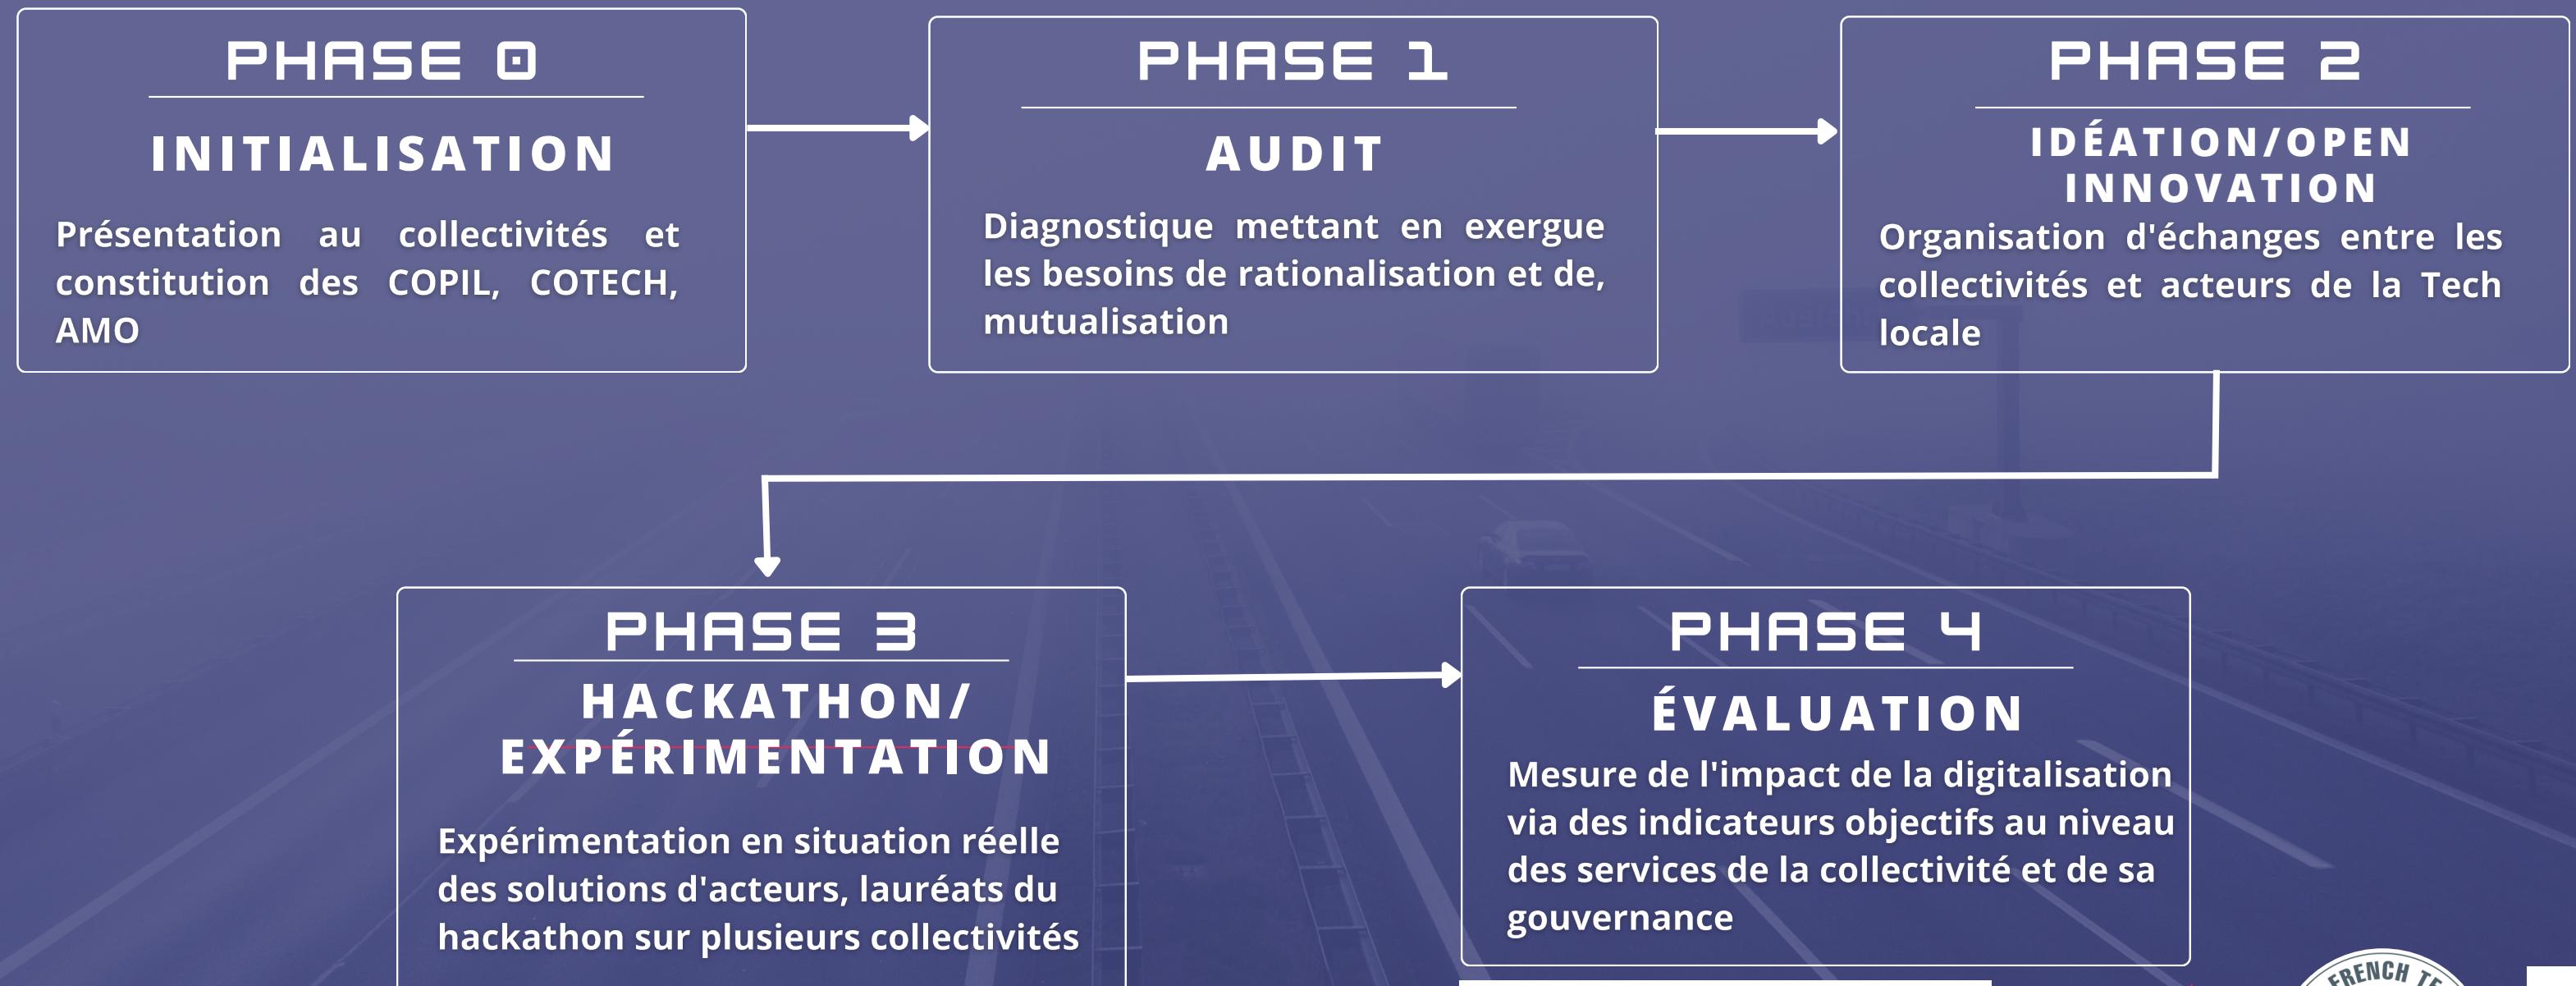 PHASE 0
INITIALISATION
Présentation au collectivités et
constitution des COPIL, COTECH,
AMO
PHASE 1
AUDIT
Diagnostique mettant en exergue
les besoins de rationalisation et de,
mutualisation
PHASE 2
IDÉATION/OPEN
INNOVATION
Organisation d'échanges entre les
collectivités et acteurs de la Tech
locale
PHASE 3
HACKATHON/
EXPÉRIMENTATION
Expérimentation en situation réelle
des solutions d'acteurs, lauréats du
hackathon sur plusieurs collectivités
PHASE 4
ÉVALUATION
Mesure de l'impact de la digitalisation
via des indicateurs objectifs au niveau
des services de la collectivité et de sa
gouvernance
FRENCH